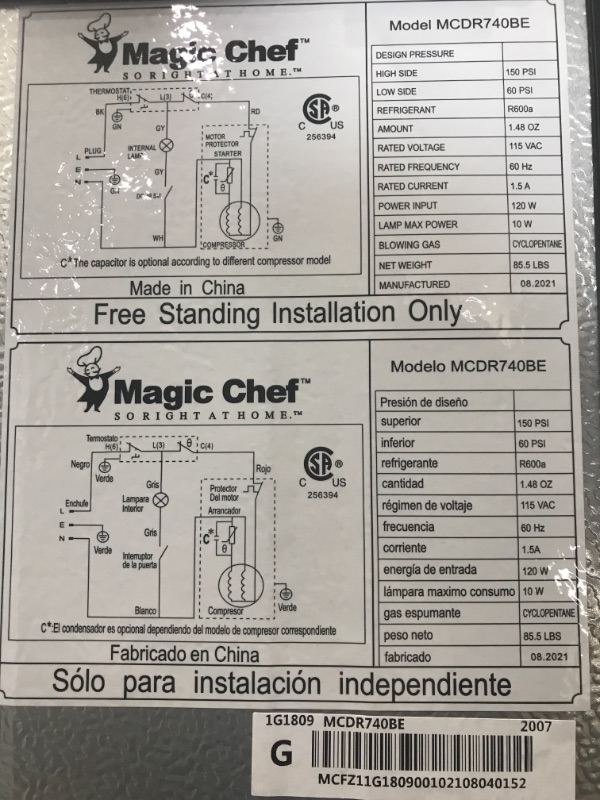 Magic Chef™
SO RIGHT AT HOME.™
Model MCDR740BE
THERMOSTAT
H(6) L(3) C(4)
BK
GN
GY
RD
PLUG
L
E
N
GN
INTERNAL
LAMP
GY
WH
MOTOR
PROTECTOR
STARTER
C*
θ
COMPRESSOR
GN
C US
256394
C* The capacitor is optional according to different compressor model
Made in China
DESIGN PRESSURE
HIGH SIDE 150 PSI
LOW SIDE 60 PSI
REFRIGERANT R600a
AMOUNT 1.48 OZ
RATED VOLTAGE 115 VAC
RATED FREQUENCY 60 Hz
RATED CURRENT 1.5 A
POWER INPUT 120 W
LAMP MAX POWER 10 W
BLOWING GAS CYCLOPENTANE
NET WEIGHT 85.5 LBS
MANUFACTURED 08.2021
Free Standing Installation Only
Magic Chef™
SO RIGHT AT HOME.™
Modelo MCDR740BE
Termostato
H(6) L(3) θ C(4)
Negro
Verde
Gris
Rojo
Enchufe
L
E
N
Verde
Lampara
Interior
Gris
Interruptor
de la puerta
Blanco
Protector
Del motor
Arrancador
C*
θ
Compresor
Verde
C US
256394
C*:El condensador es opcional dependiendo del modelo de compresor correspondiente
Fabricado en China
Presión de diseño
superior 150 PSI
inferior 60 PSI
refrigerante R600a
cantidad 1.48 OZ
régimen de voltaje 115 VAC
frecuencia 60 Hz
corriente 1.5A
energía de entrada 120 W
lámpara maximo consumo 10 W
gas espumante CYCLOPENTANE
peso neto 85.5 LBS
fabricado 08.2021
Sólo para instalación independiente
1G1809 MCDR740BE 2007
G
MCFZ11G180900102108040152